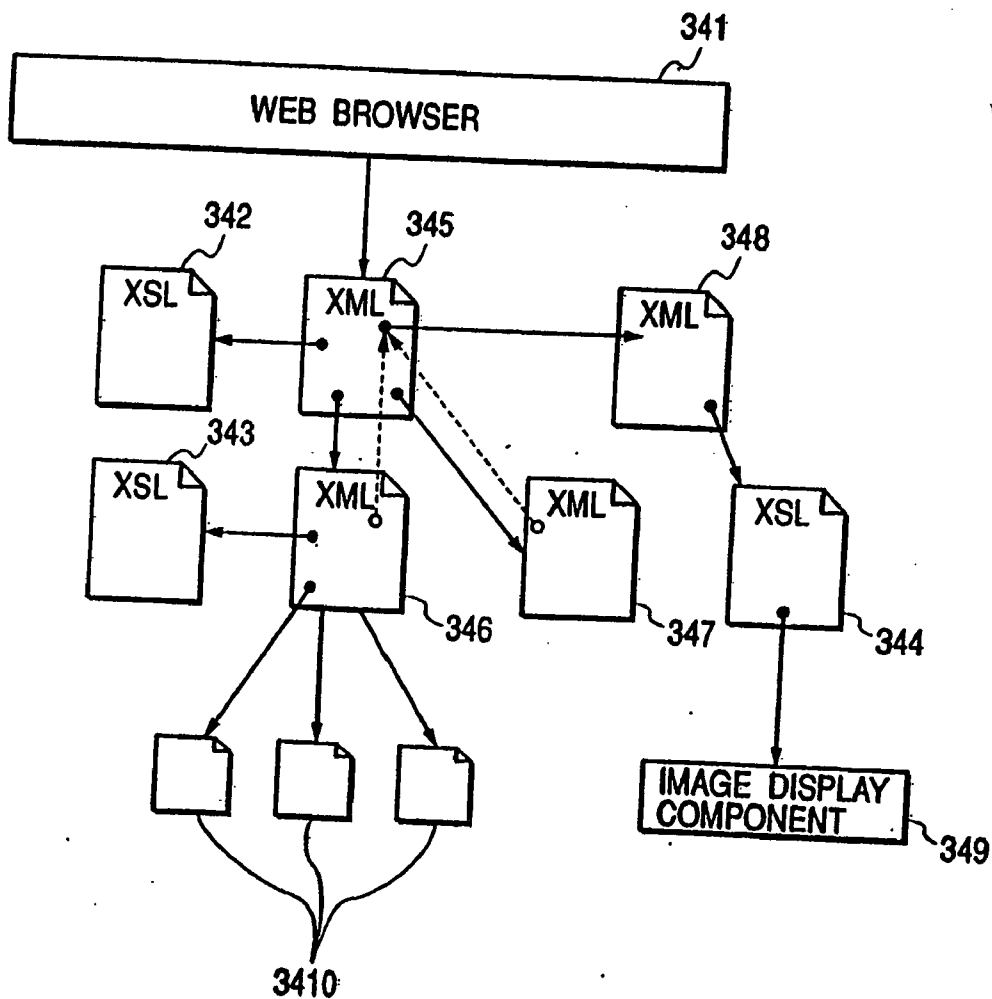 341
WEB BROWSER
342
345
348
XSL
XML
XML
343
XSL
XML
XML
XSL
346
347
344
IMAGE DISPLAY
COMPONENT
349
3410